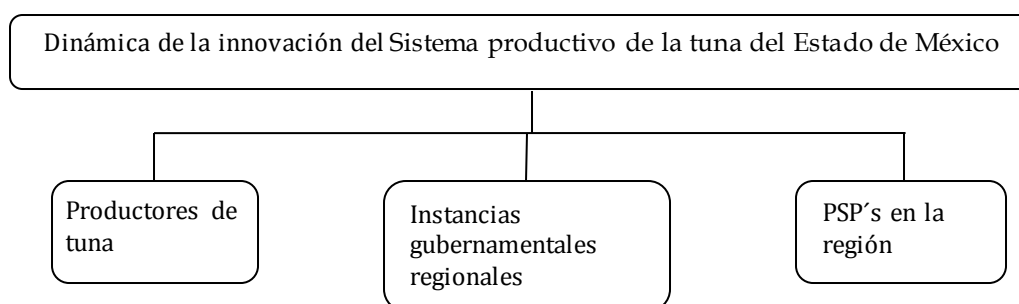 Dinámica de la innovación del Sistema productivo de la tuna del Estado de México
Productores de
tuna
Instancias
gubernamentales
regionales
PSP´s en la
región